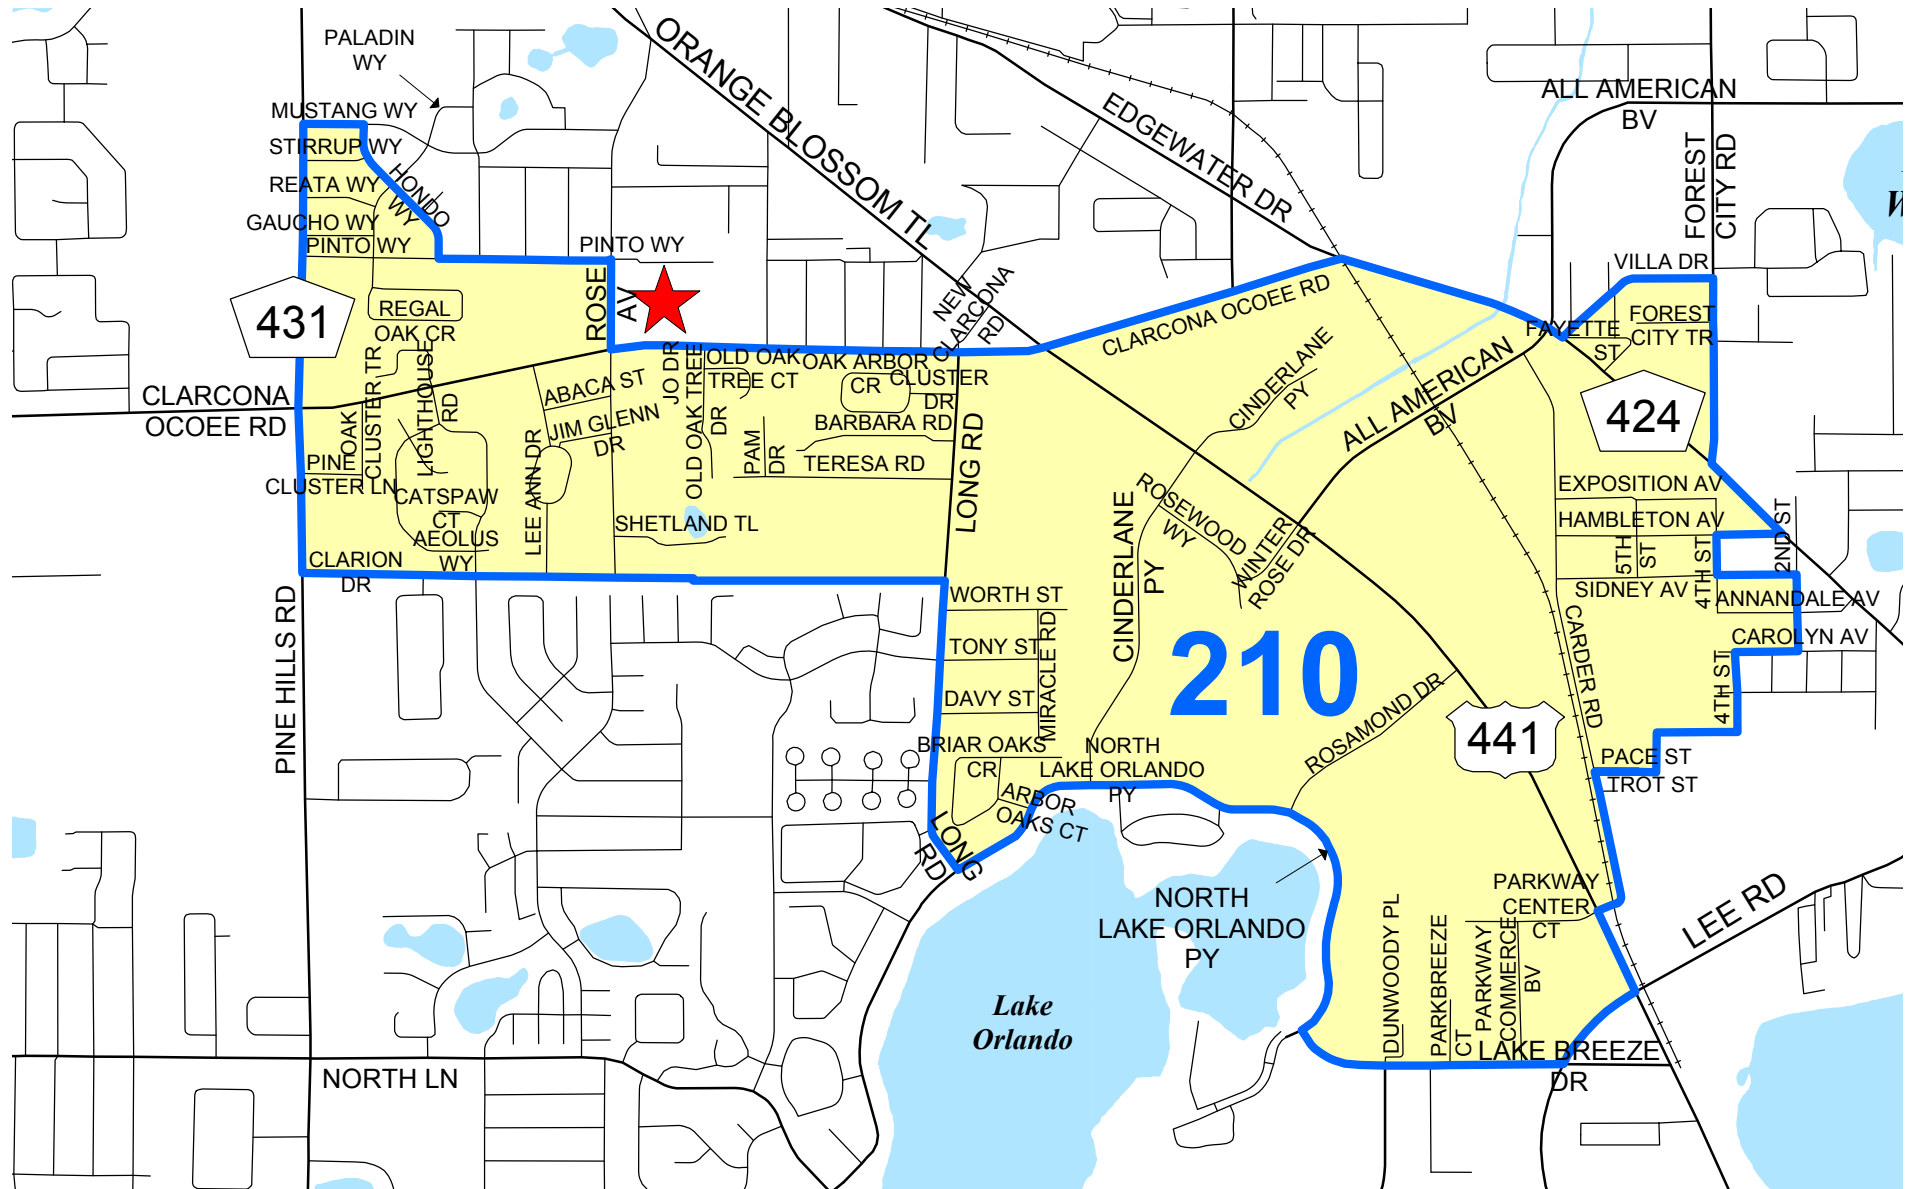 PALADIN
WY
ORANGE BLOSSOM TL
EDGEWATER DR
ALL AMERICAN
BV
FOREST
CITY RD
MUSTANG WY
STIRRUP WY
REATA WY
HONDO
WY
GAUCHO WY
PINTO WY
PINTO WY
W
VILLA DR
431
ROSE
AV
NEW
CLARCONA
RD
CLARCONA OCOEE RD
REGAL
OAK CR
FAYETTE
ST
FOREST
CITY TR
CLARCONA
OCOEE RD
OAK
CLUSTER TR
LIGHTHOUSE
RD
ABACA ST
JIM GLENN
DR
JO DR
OLD OAK
TREE CT
OAK ARBOR
CR
CLUSTER
DR
CINDERLANE
PY
ALL AMERICAN
BV
424
OLD OAK TREE
DR
BARBARA RD
PAM
DR
TERESA RD
LONG RD
PINE
CLUSTER LN
CATSPAW
CT
AEOLUS
WY
LEE ANN DR
SHETLAND TL
CLARION
DR
PINE HILLS RD
ROSEWOOD
WY
WINTER
ROSE DR
CINDERLANE
PY
EXPOSITION AV
HAMBLETON AV
5TH
ST
4TH ST
2ND ST
SIDNEY AV
ANNANDALE AV
CAROLYN AV
4TH ST
CARDER RD
WORTH ST
TONY ST
MIRACLE RD
DAVY ST
210
ROSAMOND DR
441
BRIAR OAKS
CR
NORTH
LAKE ORLANDO
PY
ARBOR
OAKS CT
PACE ST
TROT ST
LONG
RD
NORTH
LAKE ORLANDO
PY
PARKWAY
CENTER
CT
LEE RD
DUNWOODY PL
PARKBREEZE
CT
PARKWAY
COMMERCE
BV
Lake
Orlando
LAKE BREEZE
DR
NORTH LN